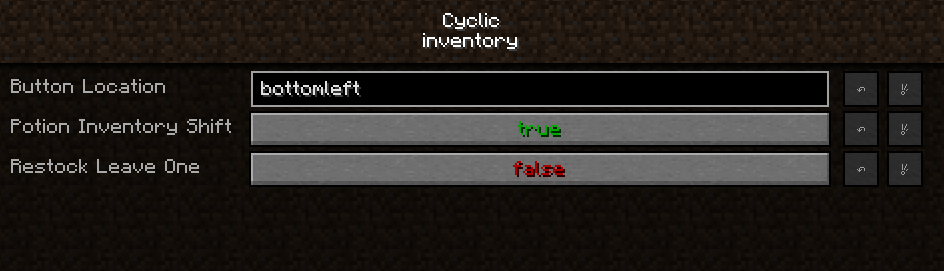 Cyclic
inventory
Button Location bottomleft
Potion Inventory Shift true
Restock Leave One false